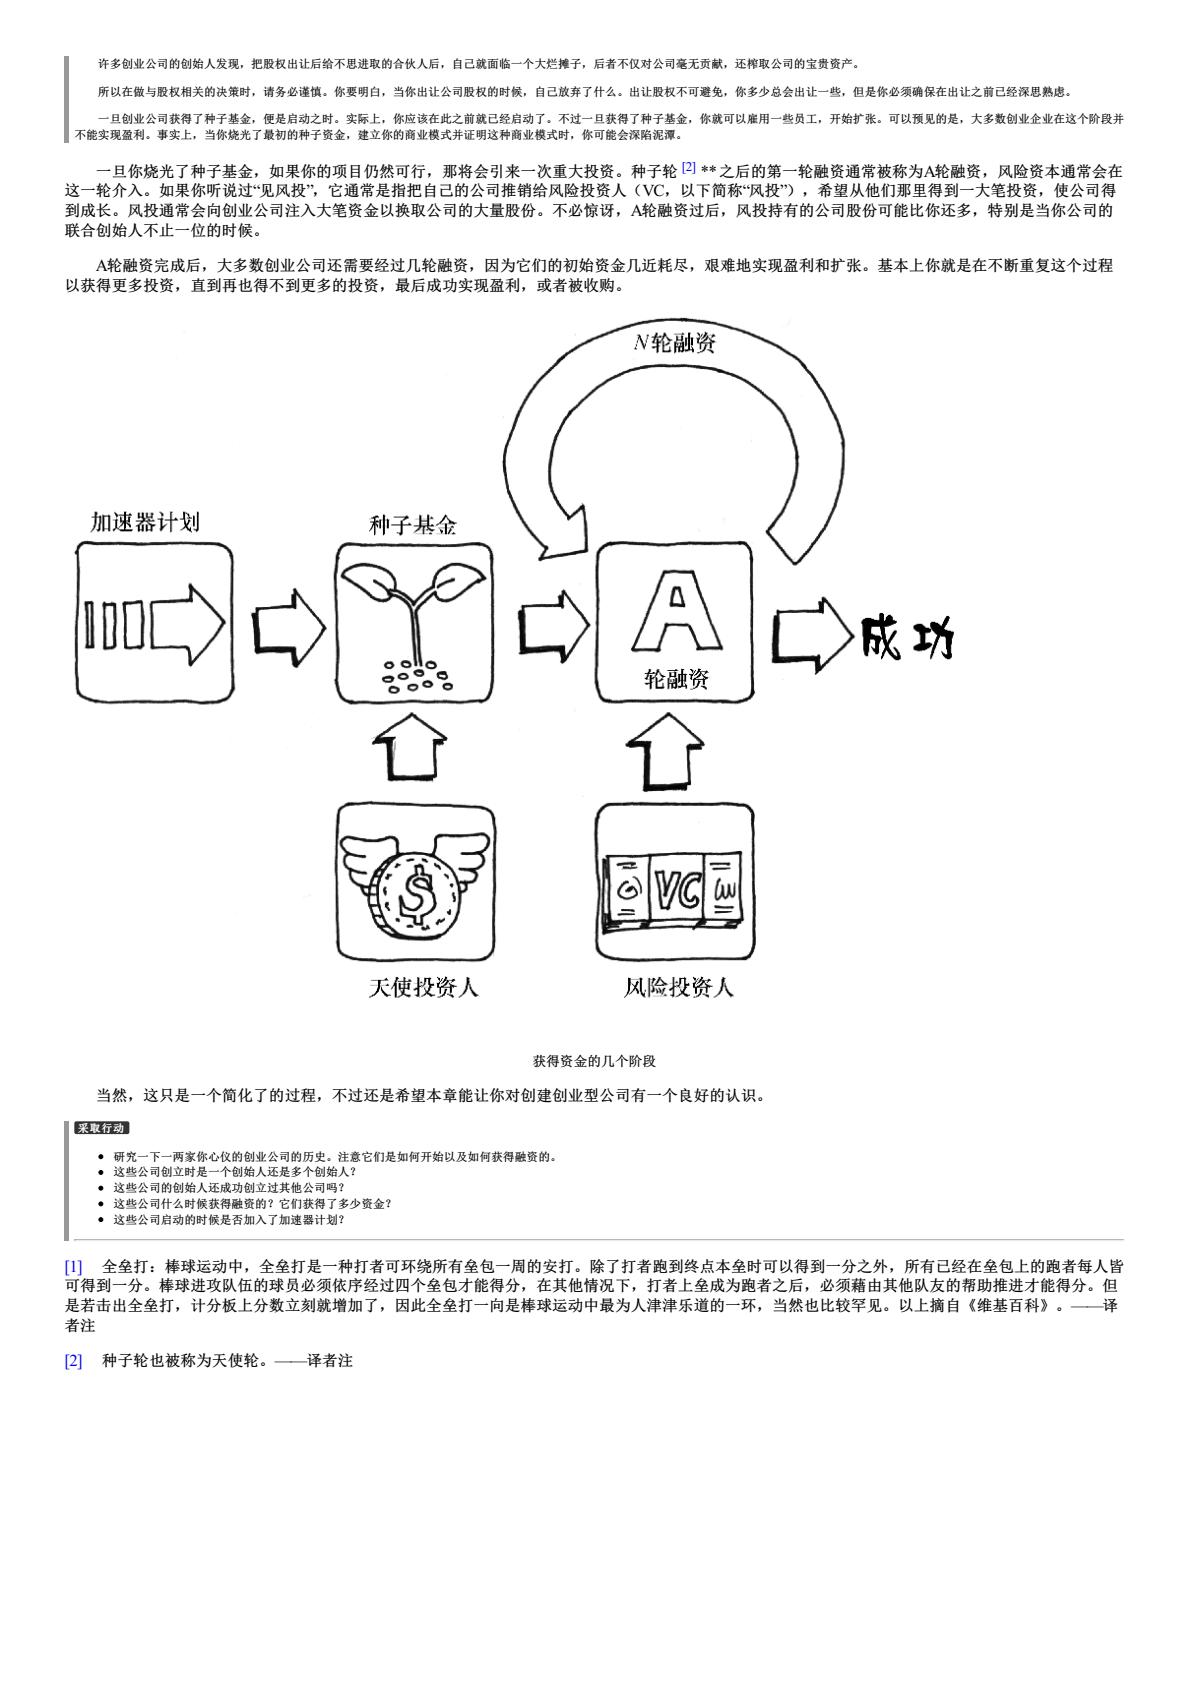 许多创业公司的创始人发现，把股权出让后给不思进取的合伙人后，自己就面临一个大烂摊子，后者不仅对公司毫无贡献，还榨取公司的宝贵资产。
所以在做与股权相关的决策时，请务必谨慎。你要明白，当你出让公司股权的时候，自己放弃了什么。出让股权不可避免，你多少总会出让一些，但是你必须确保在出让之前已经深思熟虑。
一旦创业公司获得了种子基金，便是启动之时。实际上，你应该在此之前就已经启动了。不过一旦获得了种子基金，你就可以雇用一些员工，开始扩张。可以预见的是，大多数创业企业在这个阶段并
不能实现盈利。事实上，当你烧光了最初的种子资金，建立你的商业模式并证明这种商业模式时，你可能会深陷泥潭。
一旦你烧光了种子基金，如果你的项目仍然可行，那将会引来一次重大投资。种子轮 [2] ** 之后的第一轮融资通常被称为A轮融资，风险资本通常会在
这一轮介入。如果你听说过“见风投”，它通常是指把自己的公司推销给风险投资人（VC，以下简称“风投”），希望从他们那里得到一大笔投资，使公司得
到成长。风投通常会向创业公司注入大笔资金以换取公司的大量股份。不必惊讶，A轮融资过后，风投持有的公司股份可能比你还多，特别是当你公司的
联合创始人不止一位的时候。
A轮融资完成后，大多数创业公司还需要经过几轮融资，因为它们的初始资金几近耗尽，艰难地实现盈利和扩张。基本上你就是在不断重复这个过程
以获得更多投资，直到再也得不到更多的投资，最后成功实现盈利，或者被收购。
N轮融资
加速器计划
种子基金
A
轮融资
成功
$
VC
天使投资人
风险投资人
获得资金的几个阶段
当然，这只是一个简化了的过程，不过还是希望本章能让你对创建创业型公司有一个良好的认识。
采取行动
● 研究一下一两家你心仪的创业公司的历史。注意它们是如何开始以及如何获得融资的。
● 这些公司创立时是一个创始人还是多个创始人？
● 这些公司的创始人还成功创立过其他公司吗？
● 这些公司什么时候获得融资的？它们获得了多少资金？
● 这些公司启动的时候是否加入了加速器计划？
[1] 全垒打：棒球运动中，全垒打是一种打者可环绕所有垒包一周的安打。除了打者跑到终点本垒时可以得到一分之外，所有已经在垒包上的跑者每人皆
可得到一分。棒球进攻队伍的球员必须依序经过四个垒包才能得分，在其他情况下，打者上垒成为跑者之后，必须藉由其他队友的帮助推进才能得分。但
是若击出全垒打，计分板上分数立刻就增加了，因此全垒打一向是棒球运动中最为人津津乐道的一环，当然也比较罕见。以上摘自《维基百科》。——译
者注
[2] 种子轮也被称为天使轮。——译者注